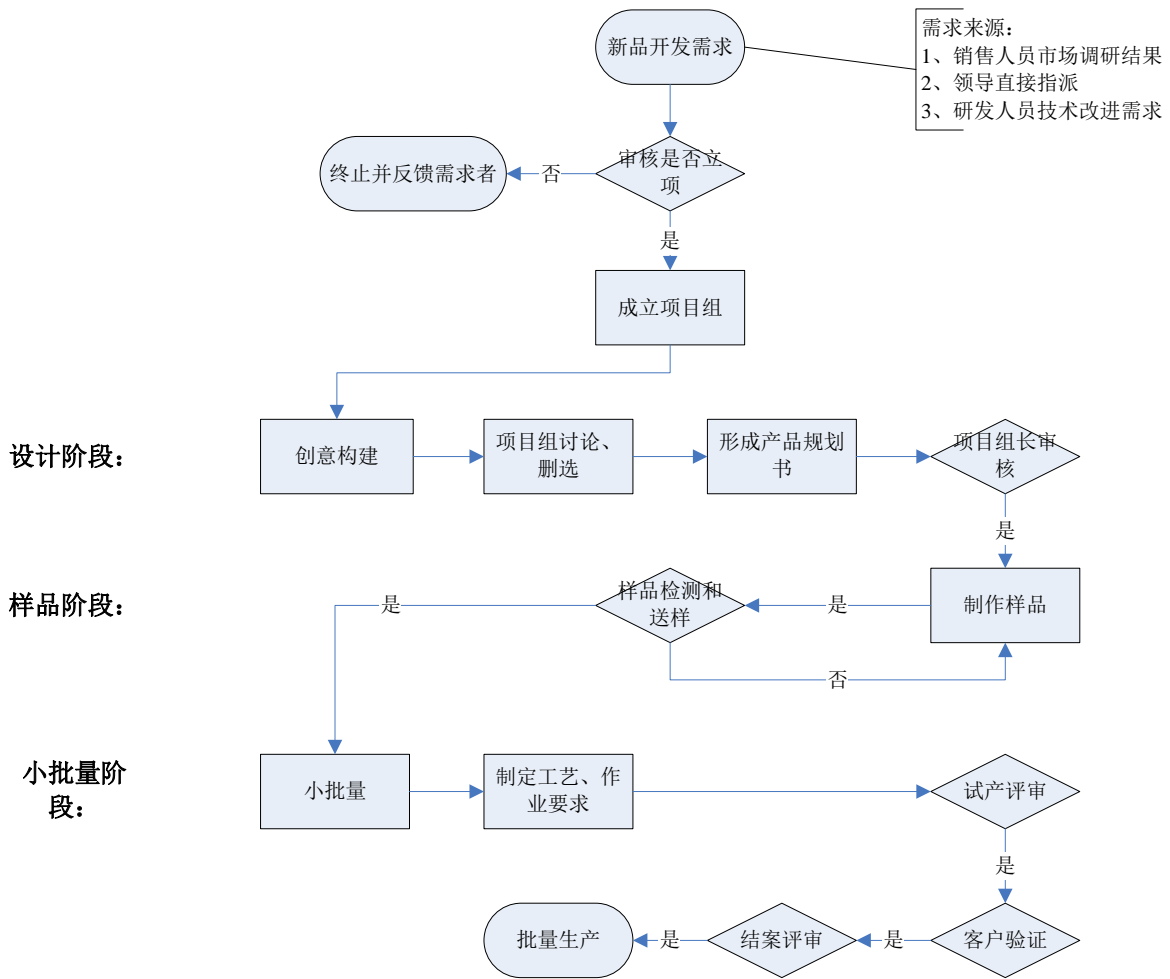 新品开发需求
需求来源：
1、销售人员市场调研结果
2、领导直接指派
3、研发人员技术改进需求
终止并反馈需求者
否
审核是否立
项
是
成立项目组
设计阶段：
创意构建
项目组讨论、
删选
形成产品规划
书
项目组长审
核
是
样品阶段：
是
样品检测和
送样
是
制作样品
否
小批量阶
段：
小批量
制定工艺、作
业要求
试产评审
是
批量生产
是
结案评审
是
客户验证